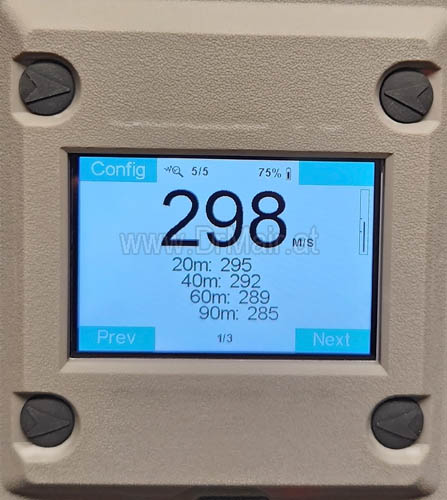 Config 5/5 75%
298 M/S
www.DrMair.at
20m: 295
40m: 292
60m: 289
90m: 285
Prev 1/3 Next